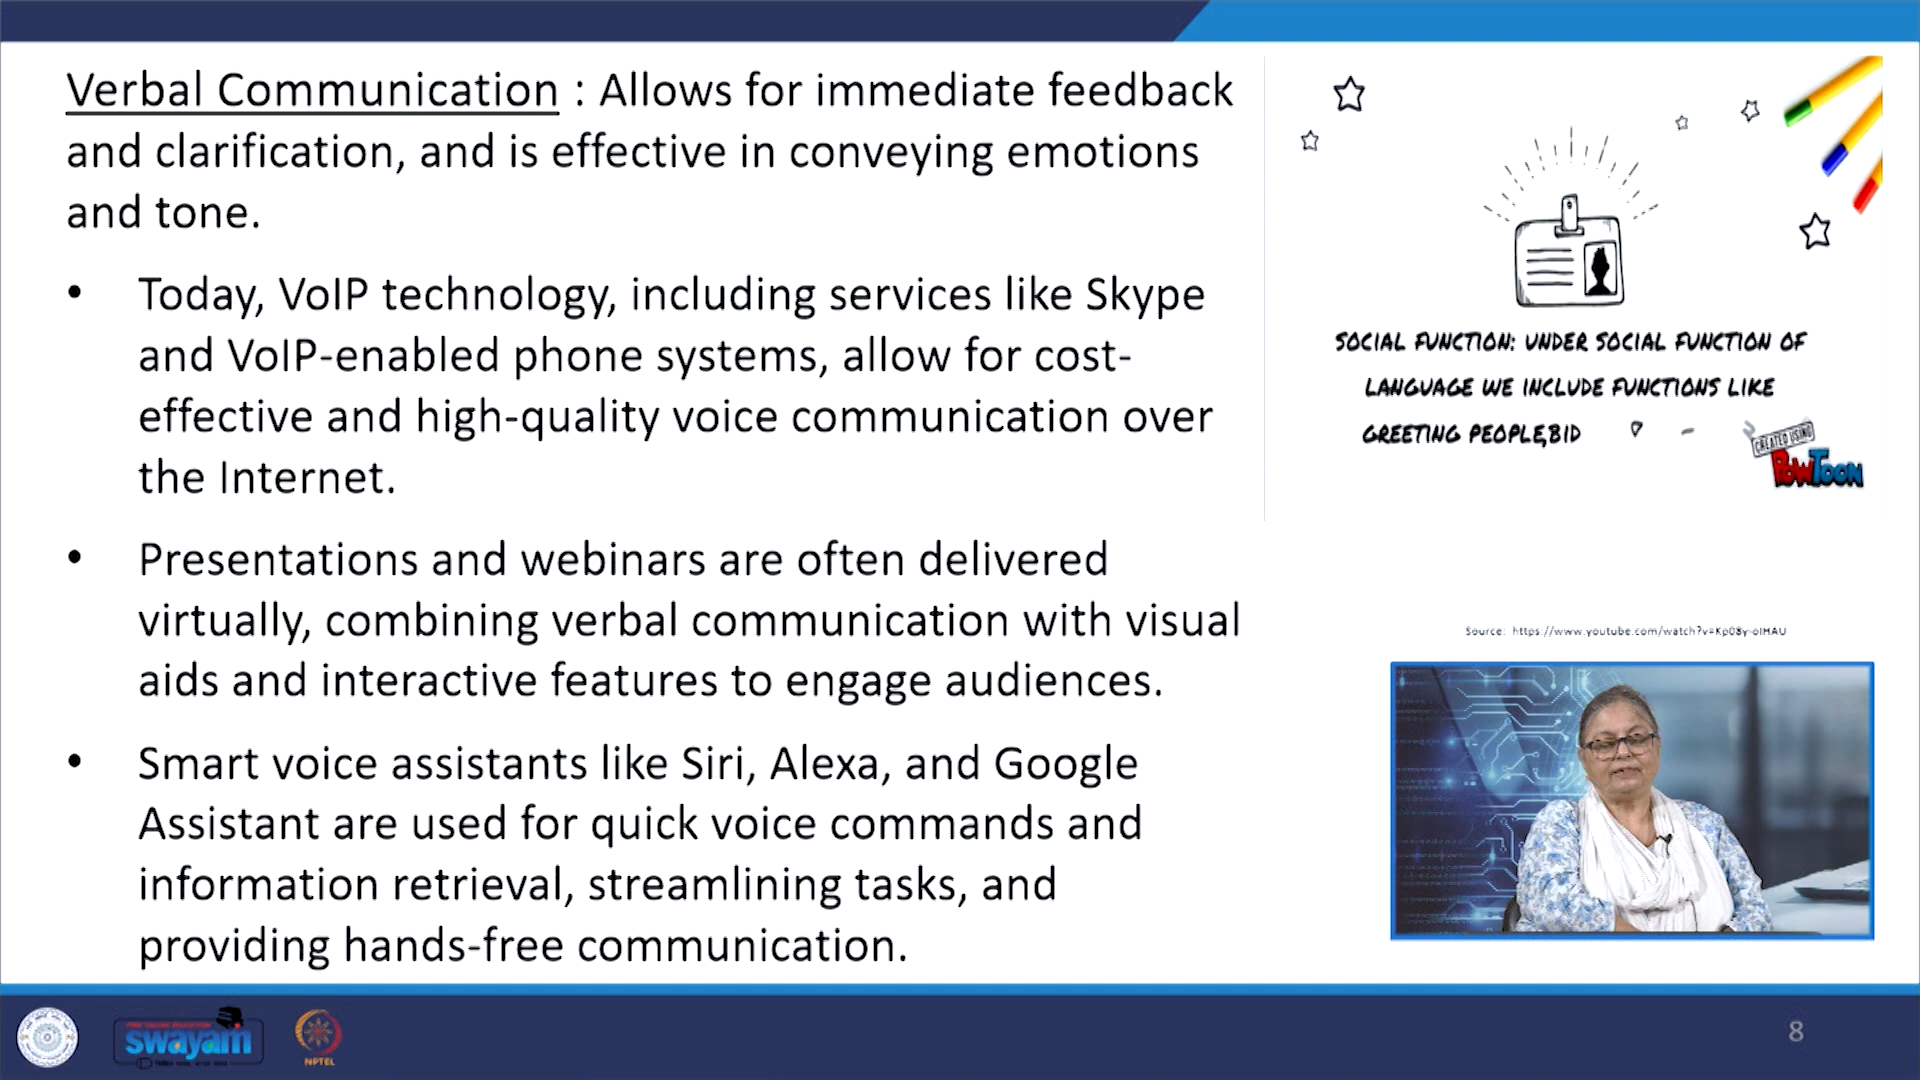 Verbal Communication : Allows for immediate feedback
and clarification, and is effective in conveying emotions
and tone.
• Today, VoIP technology, including services like Skype
and VoIP-enabled phone systems, allow for cost-
effective and high-quality voice communication over
the Internet.
• Presentations and webinars are often delivered
virtually, combining verbal communication with visual
aids and interactive features to engage audiences.
• Smart voice assistants like Siri, Alexa, and Google
Assistant are used for quick voice commands and
information retrieval, streamlining tasks, and
providing hands-free communication.
SOCIAL FUNCTION: UNDER SOCIAL FUNCTION OF
LANGUAGE WE INCLUDE FUNCTIONS LIKE
GREETING PEOPLE,BID
CREATED USING
POWTOON
Source: https://www.youtube.com/watch?v=Kp08y-oIHAU
swayam
NPTEL
8